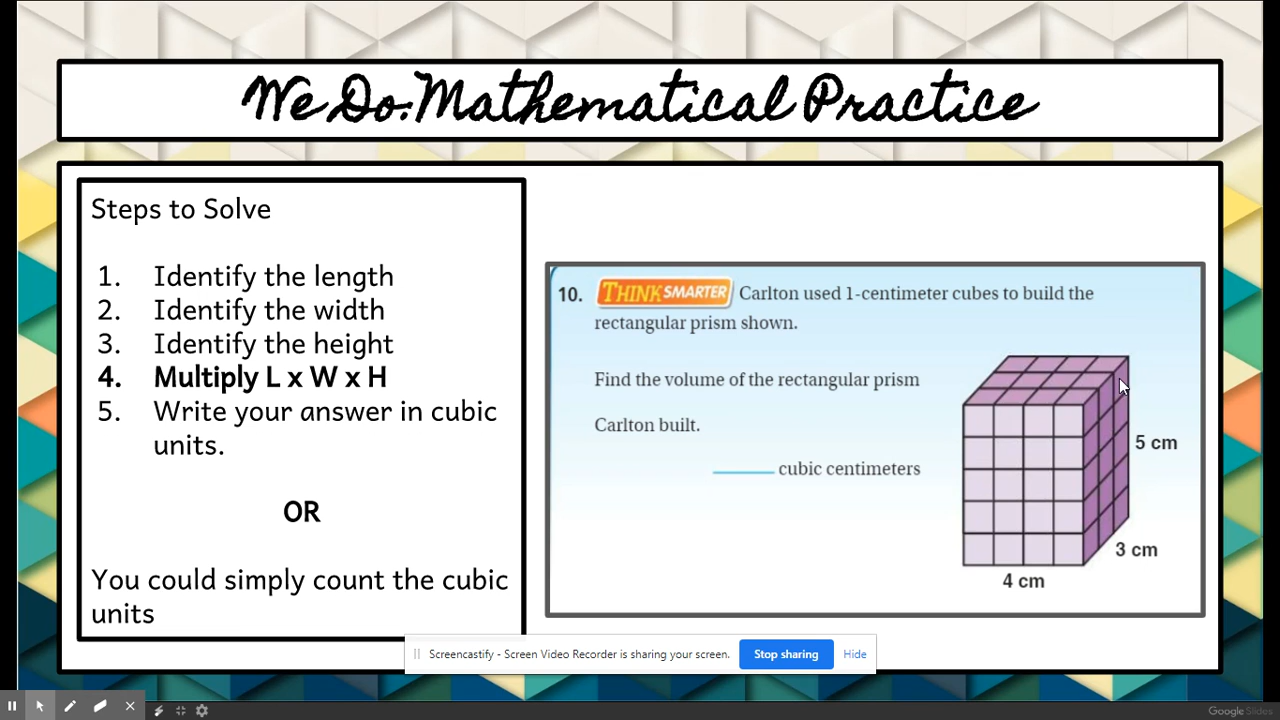 We Do: Mathematical Practice
Steps to Solve
1. Identify the length
2. Identify the width
3. Identify the height
4. Multiply L x W x H
5. Write your answer in cubic
units.
OR
You could simply count the cubic
units
10. THINK SMARTER Carlton used 1-centimeter cubes to build the
rectangular prism shown.
Find the volume of the rectangular prism
Carlton built.
cubic centimeters
5 cm
3 cm
4 cm
Screencastify - Screen Video Recorder is sharing your screen.
Stop sharing
Hide
Google Slides